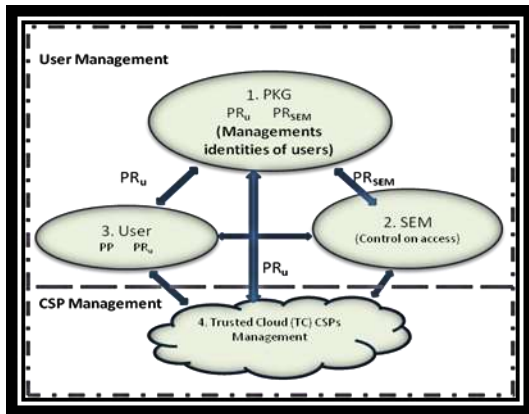 User Management
1. PKG
PRu PRSEM
(Managements
identities of users)
PRu
PRSEM
3. User
PP PRu
2. SEM
(Control on access)
PRu
CSP Management
4. Trusted Cloud (TC) CSPs
Management